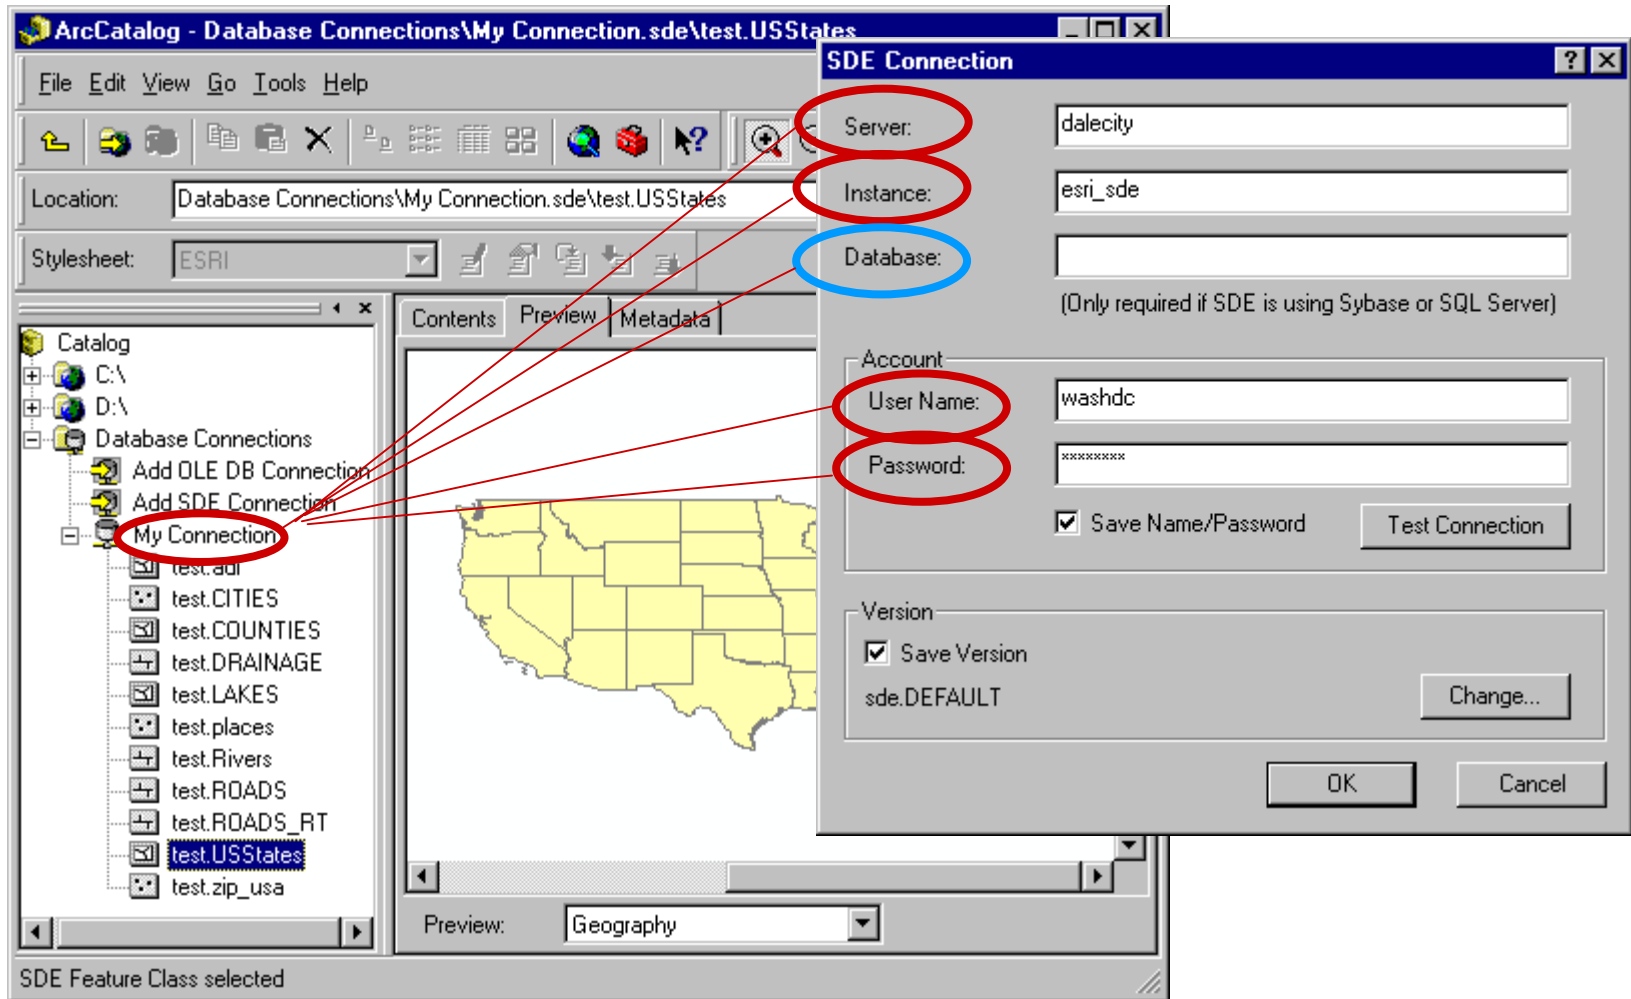 ArcCatalog - Database Connections\My Connection.sde\test.USStates
File Edit View Go Tools Help
Location: Database Connections\My Connection.sde\test.USStates
Stylesheet: ESRI
Catalog
C:\
D:\
Database Connections
Add OLE DB Connection
Add SDE Connection
My Connection
test.adi
test.CITIES
test.COUNTIES
test.DRAINAGE
test.LAKES
test.places
test.Rivers
test.ROADS
test.ROADS_RT
test.USStates
test.zip_usa
Contents Preview Metadata
Preview: Geography
SDE Feature Class selected
SDE Connection
Server: dalecity
Instance: esri_sde
Database:
(Only required if SDE is using Sybase or SQL Server)
Account
User Name: washdc
Password: ********
Save Name/Password Test Connection
Version
Save Version
sde.DEFAULT Change...
OK Cancel